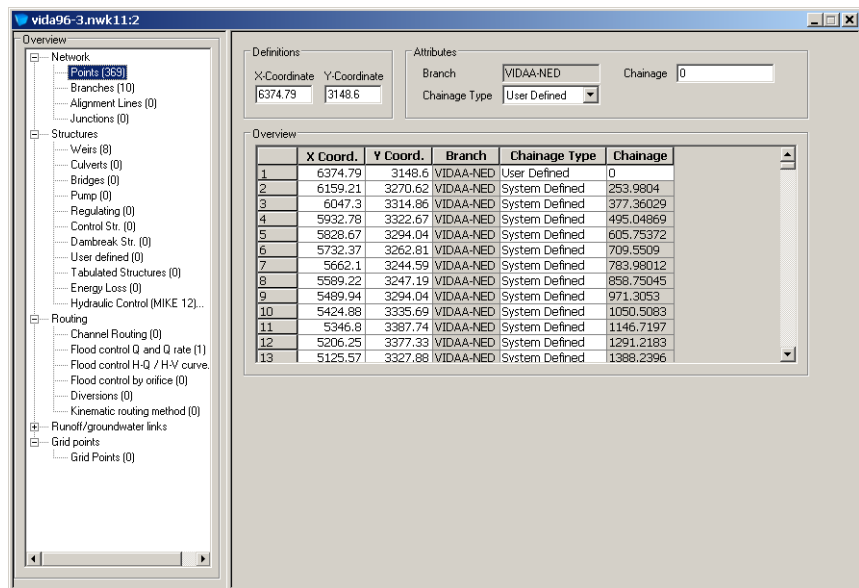 vida96-3.nwk11:2
Overview
Network
Points (369)
Branches (10)
Alignment Lines (0)
Junctions (0)
Structures
Weirs (8)
Culverts (0)
Bridges (0)
Pump (0)
Regulating (0)
Control Str. (0)
Dambreak Str. (0)
User defined (0)
Tabulated Structures (0)
Energy Loss (0)
Hydraulic Control (MIKE 12)...
Routing
Channel Routing (0)
Flood control Q and Q rate (1)
Flood control H-Q / H-V curve.
Flood control by orifice (0)
Diversions (0)
Kinematic routing method (0)
Runoff/groundwater links
Grid points
Grid Points (0)
Definitions
X-Coordinate Y-Coordinate
6374.79 3148.6
Attributes
Branch VIDAA-NED Chainage 0
Chainage Type User Defined
Overview
X Coord. Y Coord. Branch Chainage Type Chainage
1 6374.79 3148.6 VIDAA-NED User Defined 0
2 6159.21 3270.62 VIDAA-NED System Defined 253.9804
3 6047.3 3314.86 VIDAA-NED System Defined 377.36029
4 5932.78 3322.67 VIDAA-NED System Defined 495.04869
5 5828.67 3294.04 VIDAA-NED System Defined 605.75372
6 5732.37 3262.81 VIDAA-NED System Defined 709.5509
7 5662.1 3244.59 VIDAA-NED System Defined 783.98012
8 5589.22 3247.19 VIDAA-NED System Defined 858.75045
9 5489.94 3294.04 VIDAA-NED System Defined 971.3053
10 5424.88 3335.69 VIDAA-NED System Defined 1050.5083
11 5346.8 3387.74 VIDAA-NED System Defined 1146.7197
12 5206.25 3377.33 VIDAA-NED System Defined 1291.2183
13 5125.57 3327.88 VIDAA-NED System Defined 1388.2396